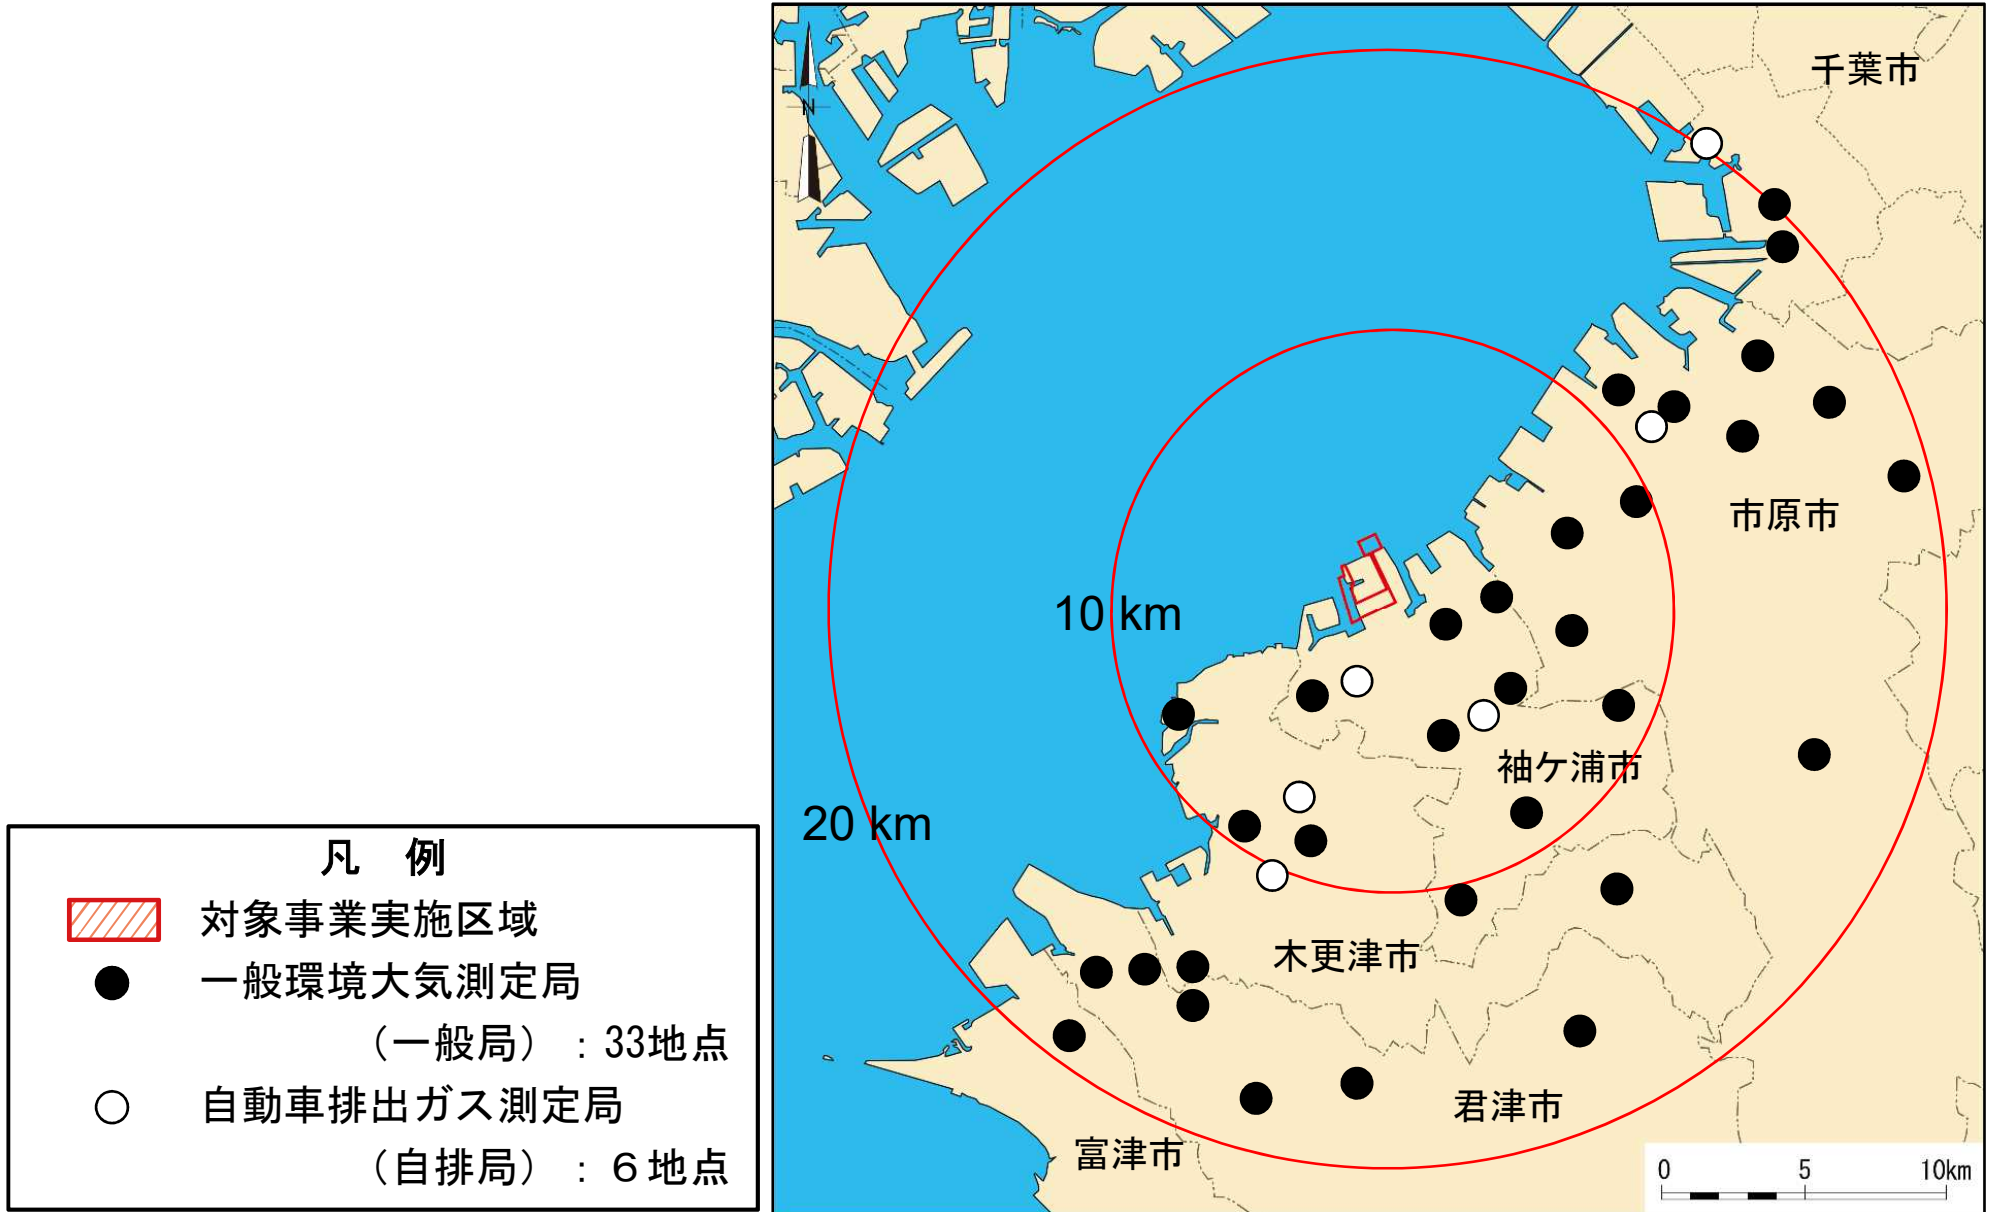 千葉市
N
市原市
10 km
袖ケ浦市
20 km
木更津市
君津市
富津市
0 5 10km
凡 例
対象事業実施区域
一般環境大気測定局
（一般局）：33地点
自動車排出ガス測定局
（自排局）：６地点